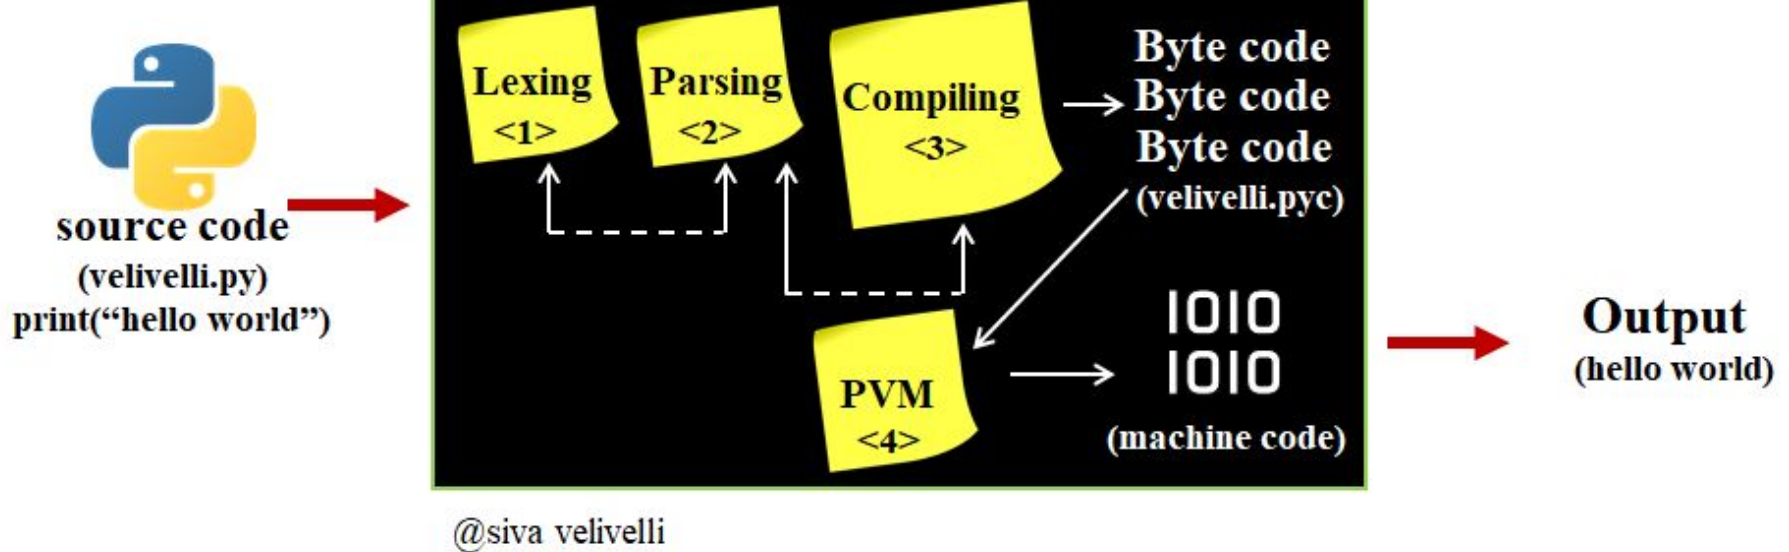 source code
(velivelli.py)
print(“hello world”)
Lexing
<1>
Parsing
<2>
Compiling
<3>
Byte code
Byte code
Byte code
(velivelli.pyc)
PVM
<4>
1010
1010
(machine code)
Output
(hello world)
@siva velivelli